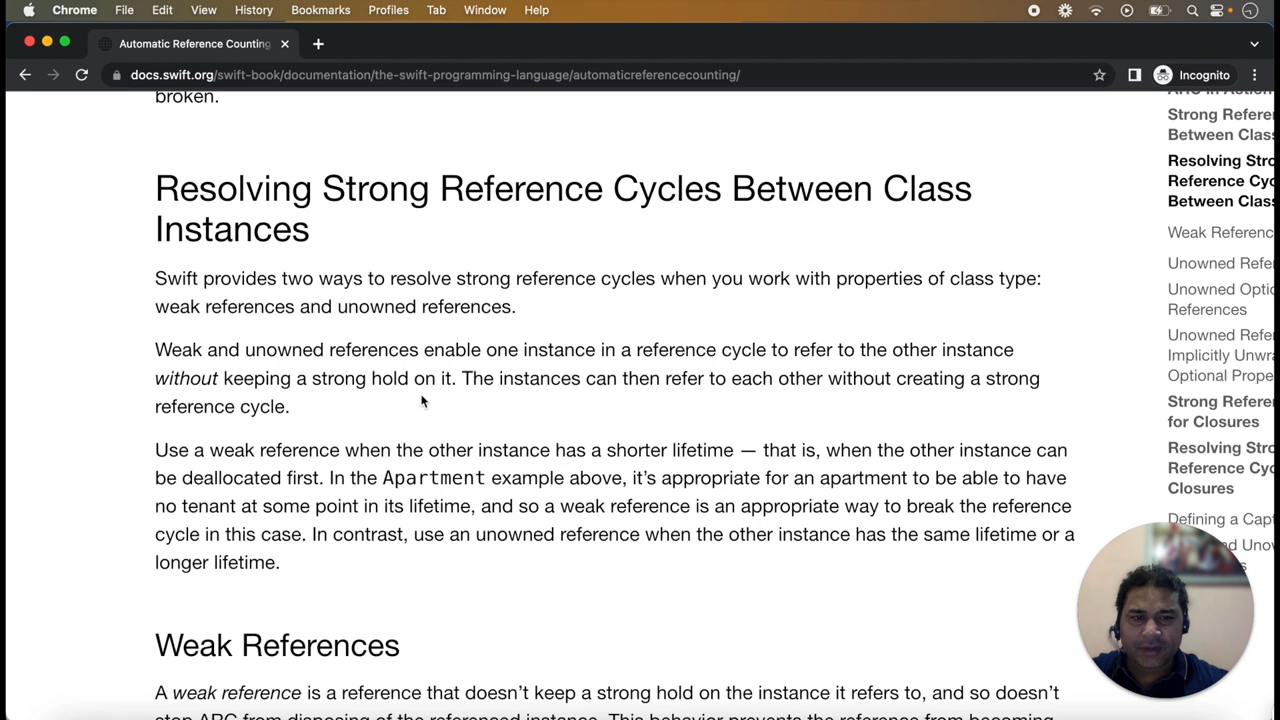 Chrome File Edit View History Bookmarks Profiles Tab Window Help
Automatic Reference Counting
docs.swift.org/swift-book/documentation/the-swift-programming-language/automaticreferencecounting/
Incognito
broken.
Resolving Strong Reference Cycles Between Class
Instances
Swift provides two ways to resolve strong reference cycles when you work with properties of class type:
weak references and unowned references.
Weak and unowned references enable one instance in a reference cycle to refer to the other instance
without keeping a strong hold on it. The instances can then refer to each other without creating a strong
reference cycle.
Use a weak reference when the other instance has a shorter lifetime — that is, when the other instance can
be deallocated first. In the Apartment example above, it’s appropriate for an apartment to be able to have
no tenant at some point in its lifetime, and so a weak reference is an appropriate way to break the reference
cycle in this case. In contrast, use an unowned reference when the other instance has the same lifetime or a
longer lifetime.
Weak References
A weak reference is a reference that doesn’t keep a strong hold on the instance it refers to, and so doesn’t
stop ARC from disposing of the referenced instance. This behavior prevents the reference from becoming
ARC in Action
Strong Refere
Between Clas
Resolving Stro
Reference Cyc
Between Clas
Weak Referenc
Unowned Refe
Unowned Optio
References
Unowned Refe
Implicitly Unwra
Optional Prope
Strong Refere
for Closures
Resolving Stro
Reference Cyc
Closures
Defining a Capt
nd Unov